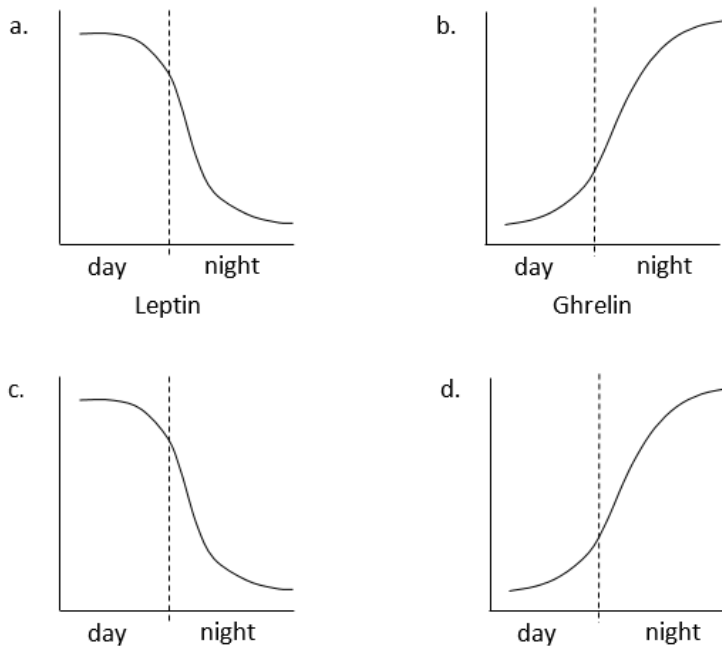 a.
b.
day night
day night
Leptin
Ghrelin
c.
d.
day night
day night